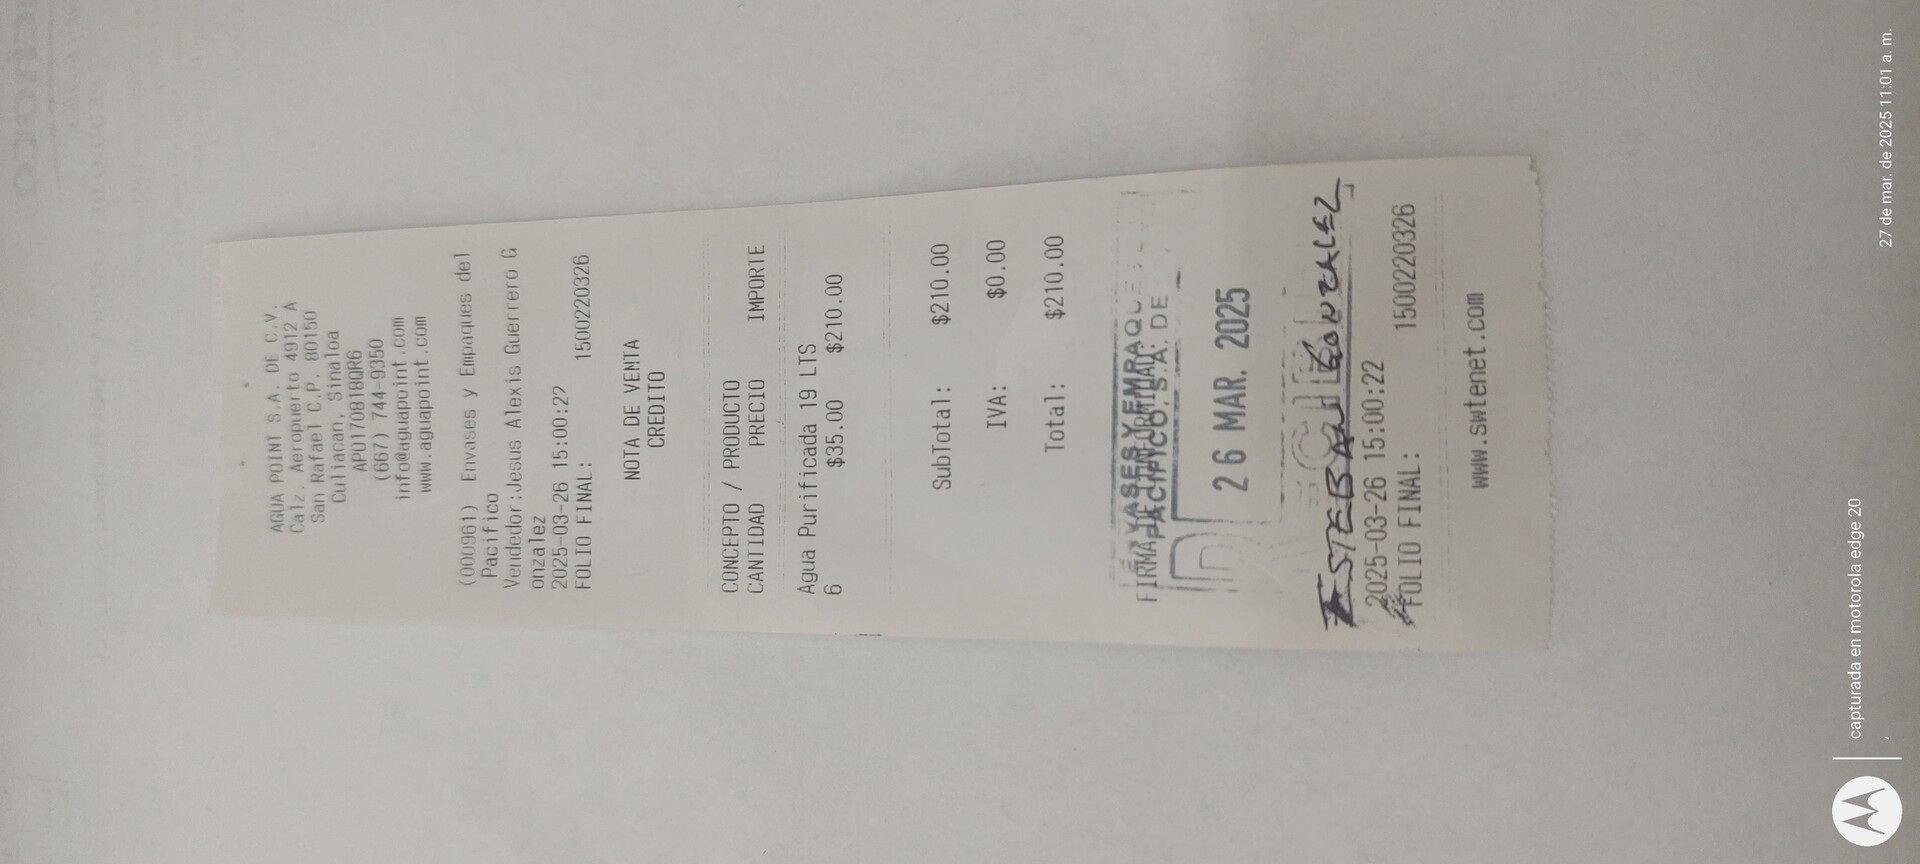 AGUA POINT S.A. DE C.V.
Calz. Aeropuerto 4912 A
San Rafael C.P. 80150
Culiacan, Sinaloa
APO170818QR6
(667) 744-9350
info@aguapoint.com
www.aguapoint.com
(000961) Envases y Empaques del
Pacifico
Vendedor:Jesus Alexis Guerrero G
onzalez
2025-03-26 15:00:22
FOLIO FINAL: 1500220326
NOTA DE VENTA
CREDITO
CONCEPTO / PRODUCTO
CANTIDAD PRECIO IMPORTE
Agua Purificada 19 LTS
6 $35.00 $210.00
SubTotal: $210.00
IVA: $0.00
Total: $210.00
FIRMA
PACIFICO, S.A. DE
26 MAR. 2025
ESTEBAN GONZALEZ
2025-03-26 15:00:22
FOLIO FINAL: 1500220326
www.swtenet.com
capturada en motorola edge 20
27 de mar. de 2025 11:01 a. m.